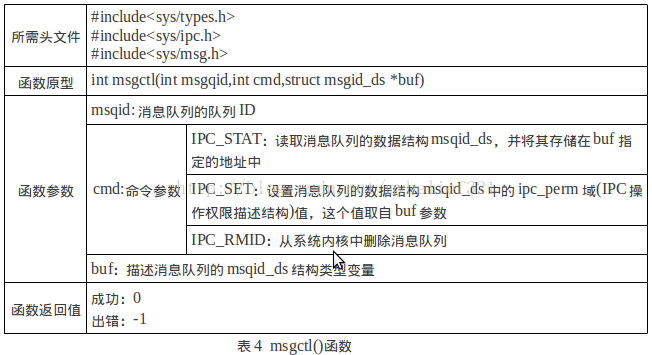 所需头文件
#include<sys/types.h>
#include<sys/ipc.h>
#include<sys/msg.h>
函数原型
int msgctl(int msgqid,int cmd,struct msgid_ds *buf)
函数参数
msqid: 消息队列的队列 ID
cmd:命令参数
IPC_STAT：读取消息队列的数据结构 msqid_ds，并将其存储在 buf 指
定的地址中
IPC_SET：设置消息队列的数据结构 msqid_ds 中的 ipc_perm 域(IPC 操
作权限描述结构)值，这个值取自 buf 参数
IPC_RMID：从系统内核中删除消息队列
buf：描述消息队列的 msqid_ds 结构类型变量
函数返回值
成功：0
出错：-1
表 4 msgctl()函数